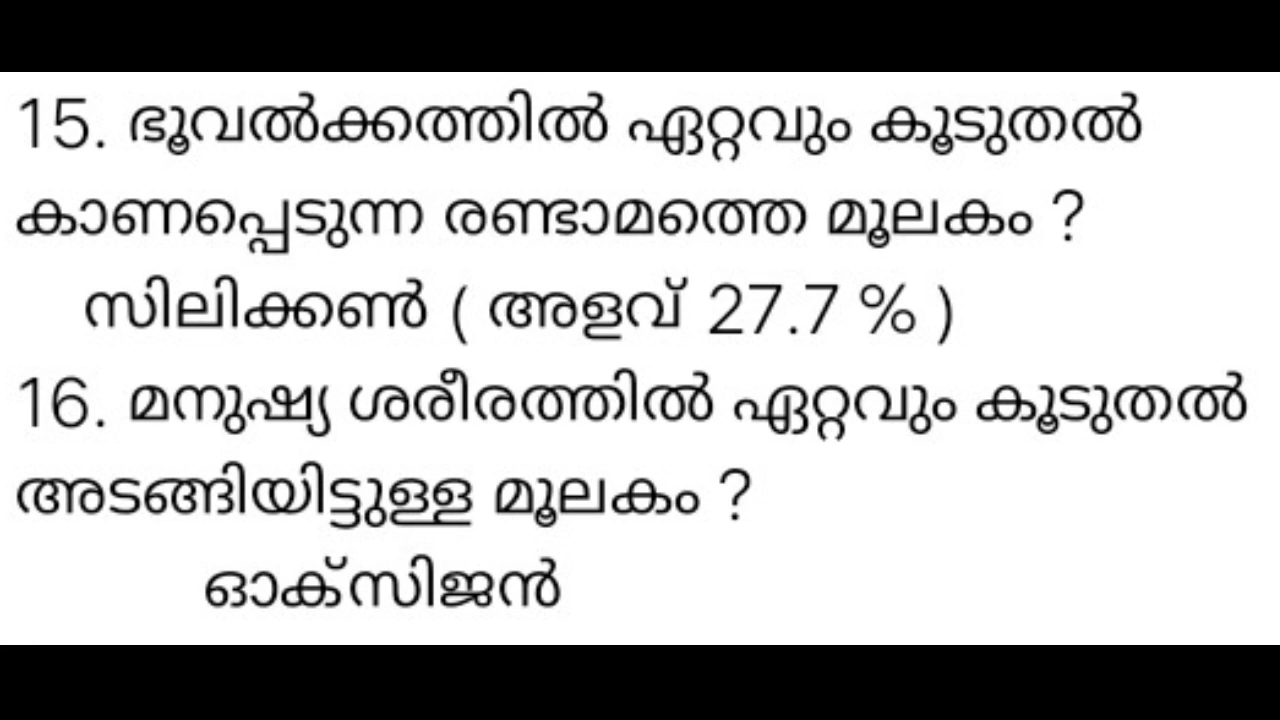 15. ഭൂവൽക്കത്തിൽ ഏറ്റവും കൂടുതൽ
കാണപ്പെടുന്ന രണ്ടാമത്തെ മൂലകം ?
സിലിക്കൺ ( അളവ് 27.7 % )
16. മനുഷ്യ ശരീരത്തിൽ ഏറ്റവും കൂടുതൽ
അടങ്ങിയിട്ടുള്ള മൂലകം ?
ഓക്സിജൻ